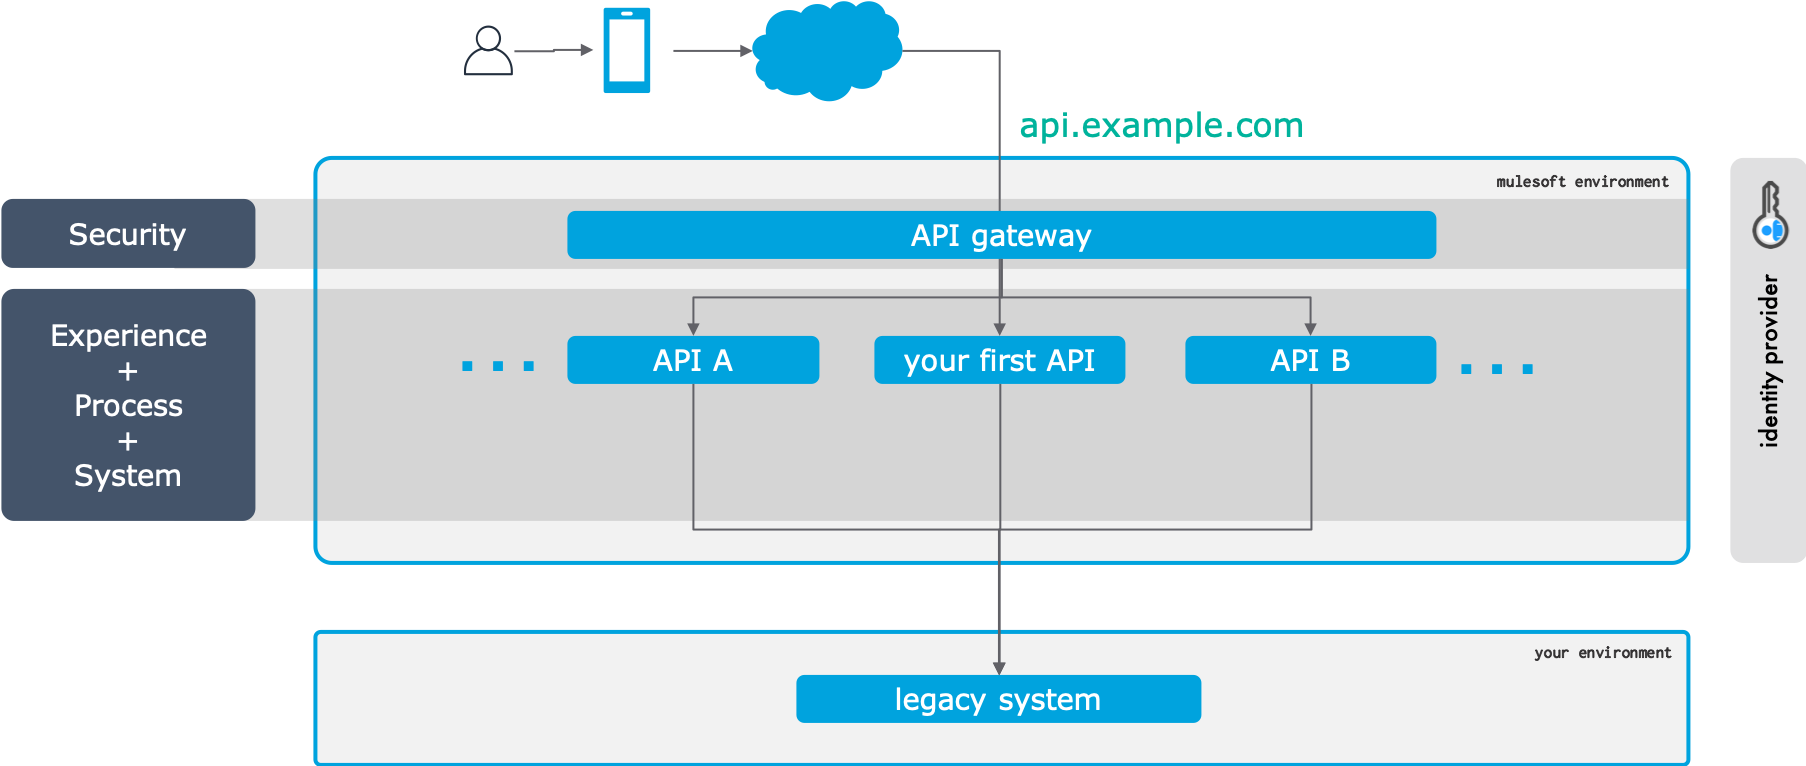 api.example.com
mulesoft environment
Security
API gateway
Experience
+
Process
+
System
... API A
your first API
API B ...
identity provider
your environment
legacy system